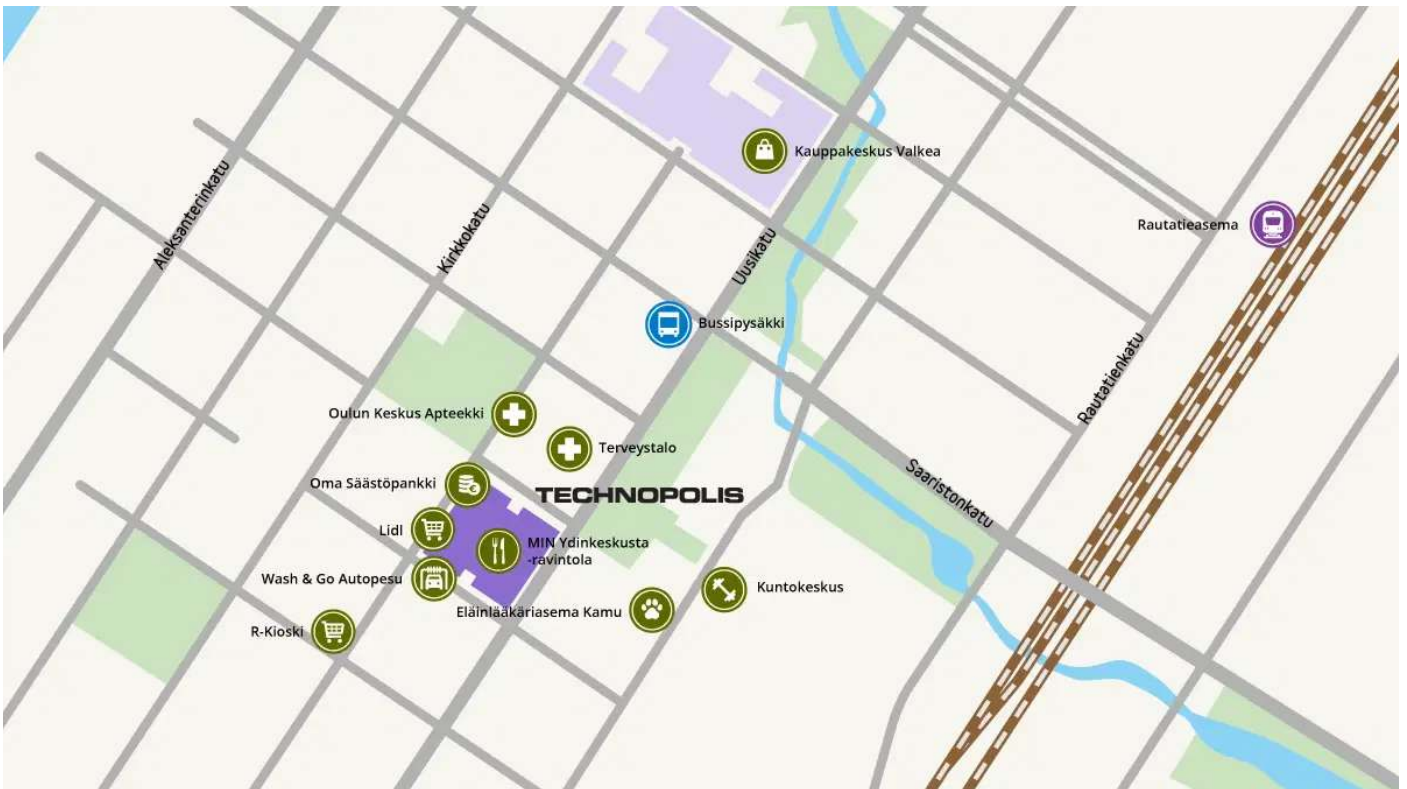 Kauppakeskus Valkea
Aleksanterinkatu
Kirkkokatu
Rautatieasema
Uusikatu
Bussipysäkki
Rautatienkatu
Oulun Keskus Apteekki
Terveystalo
Saaristonkatu
Oma Säästöpankki
TECHNOPOLIS
Lidl
MIN Ydinkeskusta
-ravintola
Wash & Go Autopesu
Kuntokeskus
Eläinlääkäriasema Kamu
R-Kioski